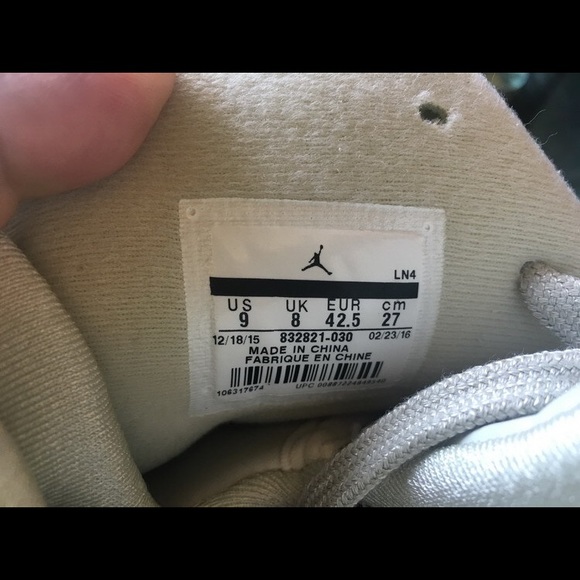 LN4
US UK EUR cm
9 8 42.5 27
12/18/15 832821-030 02/23/16
MADE IN CHINA
FABRIQUE EN CHINE
UPC